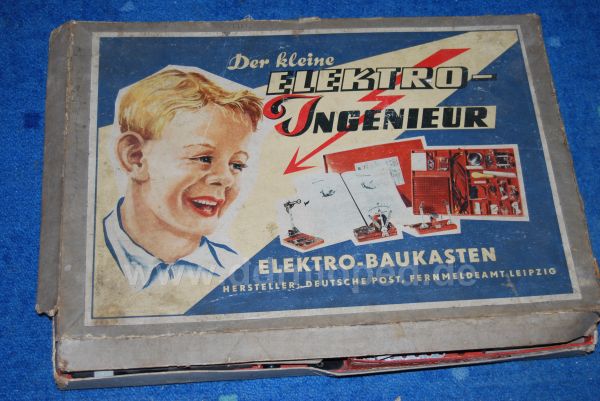 Der kleine
ELEKTRO-
INGENIEUR
ELEKTRO-BAUKASTEN
HERSTELLER: DEUTSCHE POST, FERNMELDEAMT LEIPZIG